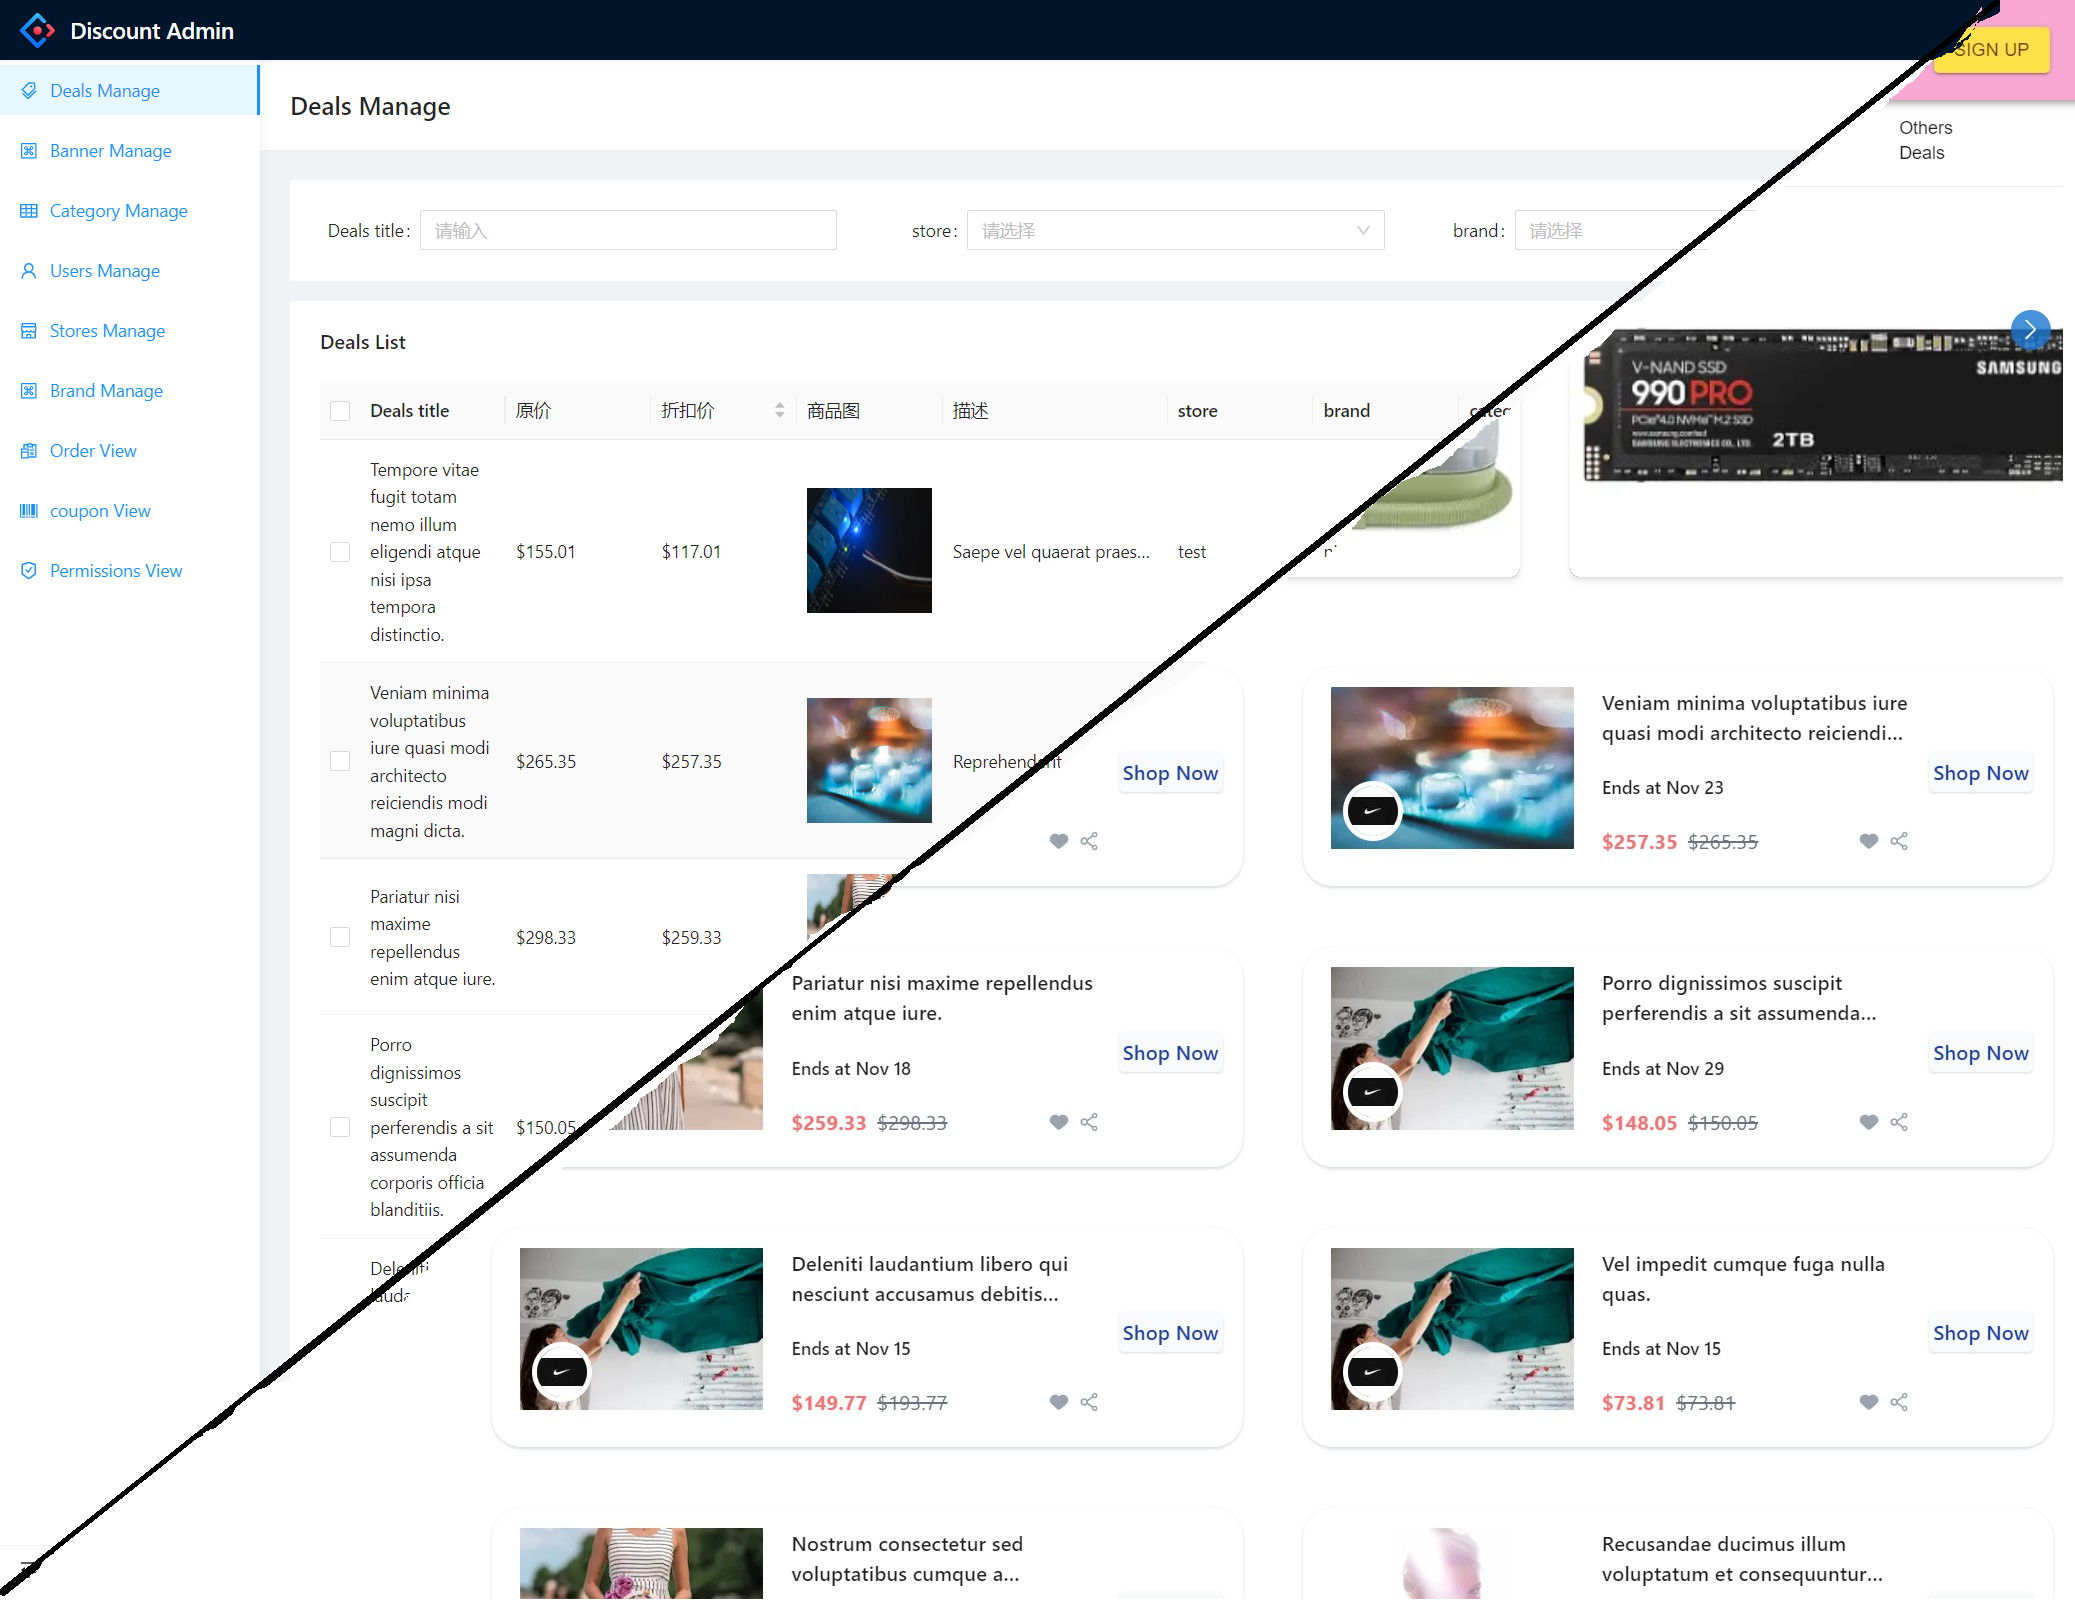 Discount Admin
SIGN UP
Deals Manage
Banner Manage
Category Manage
Users Manage
Stores Manage
Brand Manage
Order View
coupon View
Permissions View
Deals Manage
Others
Deals
Deals title: 请输入
store: 请选择
brand: 请选择
Deals List
Deals title 原价 折扣价 商品图 描述 store brand
Tempore vitae
fugit totam
nemo illum
eligendi atque
nisi ipsa
tempora
distinctio.
$155.01 $117.01 Saepe vel quaerat praes... test
Veniam minima
voluptatibus
iure quasi modi
architecto
reiciendis modi
magni dicta.
$265.35 $257.35
Pariatur nisi
maxime
repellendus
enim atque iure.
$298.33 $259.33
Porro
dignissimos
suscipit
perferendis a sit
assumenda
corporis officia
blanditiis.
$150.05
V-NAND SSD
990 PRO
PCIe 4.0 NVMe M.2 SSD
2TB
SAMSUNG
Shop Now
Veniam minima voluptatibus iure
quasi modi architecto reiciendi...
Ends at Nov 23
$257.35 $265.35
Shop Now
Pariatur nisi maxime repellendus
enim atque iure.
Ends at Nov 18
$259.33 $298.33
Shop Now
Porro dignissimos suscipit
perferendis a sit assumenda...
Ends at Nov 29
$148.05 $150.05
Shop Now
Deleniti laudantium libero qui
nesciunt accusamus debitis...
Ends at Nov 15
$149.77 $193.77
Shop Now
Vel impedit cumque fuga nulla
quas.
Ends at Nov 15
$73.81 $73.81
Shop Now
Nostrum consectetur sed
voluptatibus cumque a...
Recusandae ducimus illum
voluptatum et consequuntur...